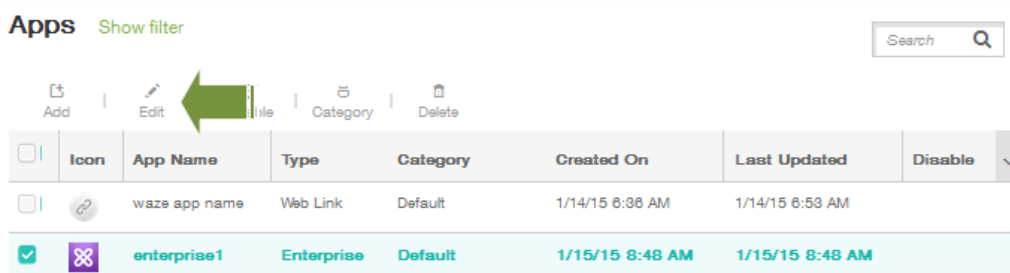 Apps Show filter
Search
Add Edit Category Delete
Icon App Name Type Category Created On Last Updated Disable
waze app name Web Link Default 1/14/15 6:36 AM 1/14/15 6:53 AM
enterprise1 Enterprise Default 1/15/15 8:48 AM 1/15/15 8:48 AM